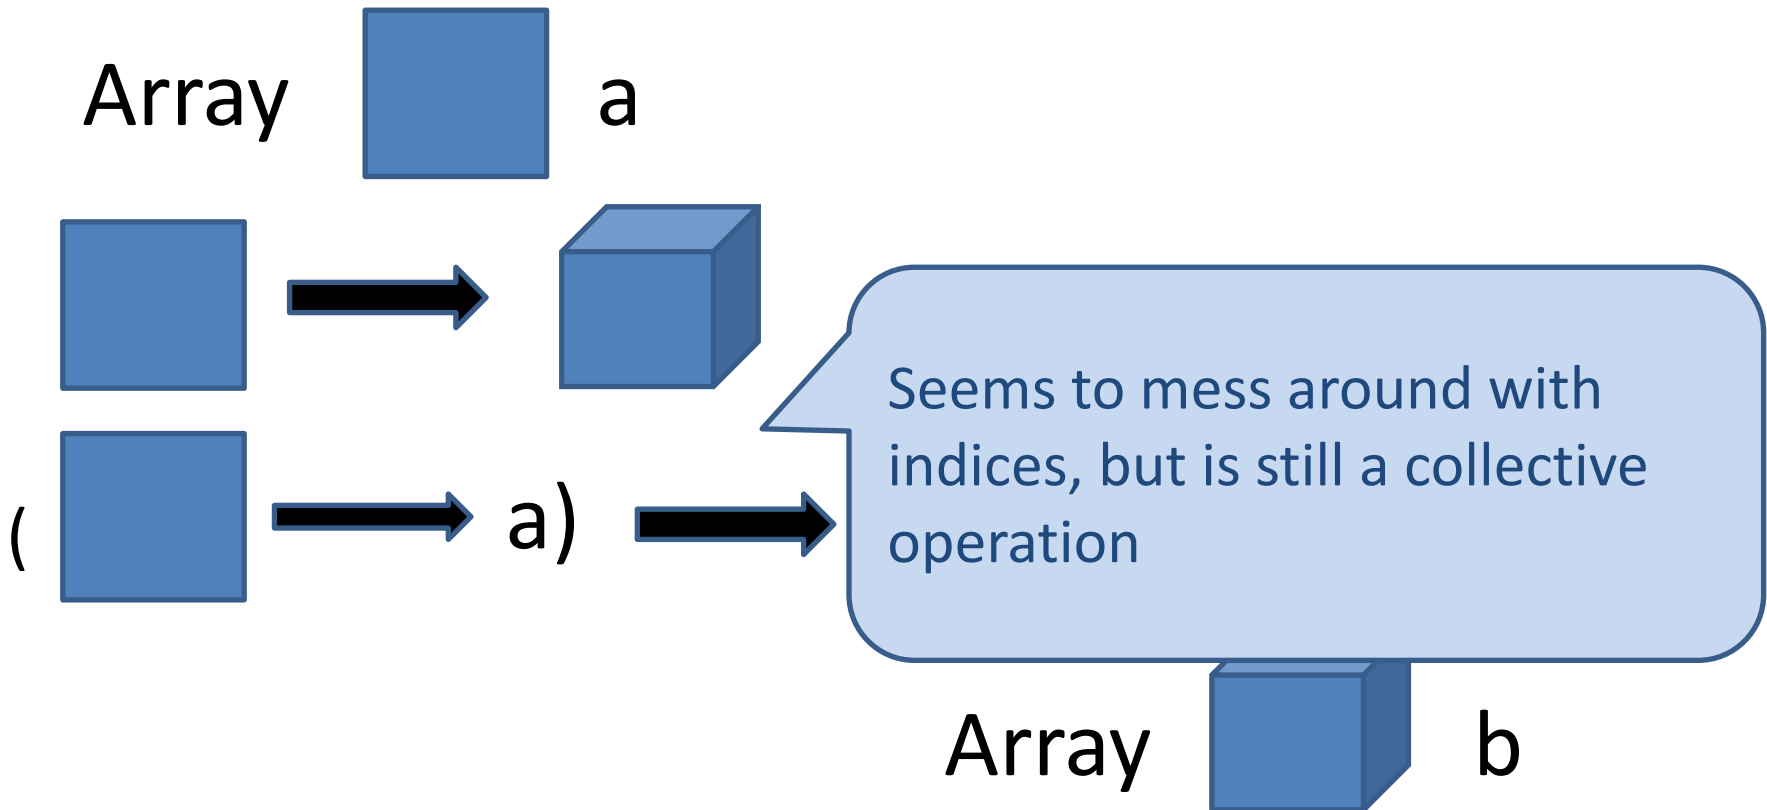 Array a
Seems to mess around with
indices, but is still a collective
operation
( a)
Array b